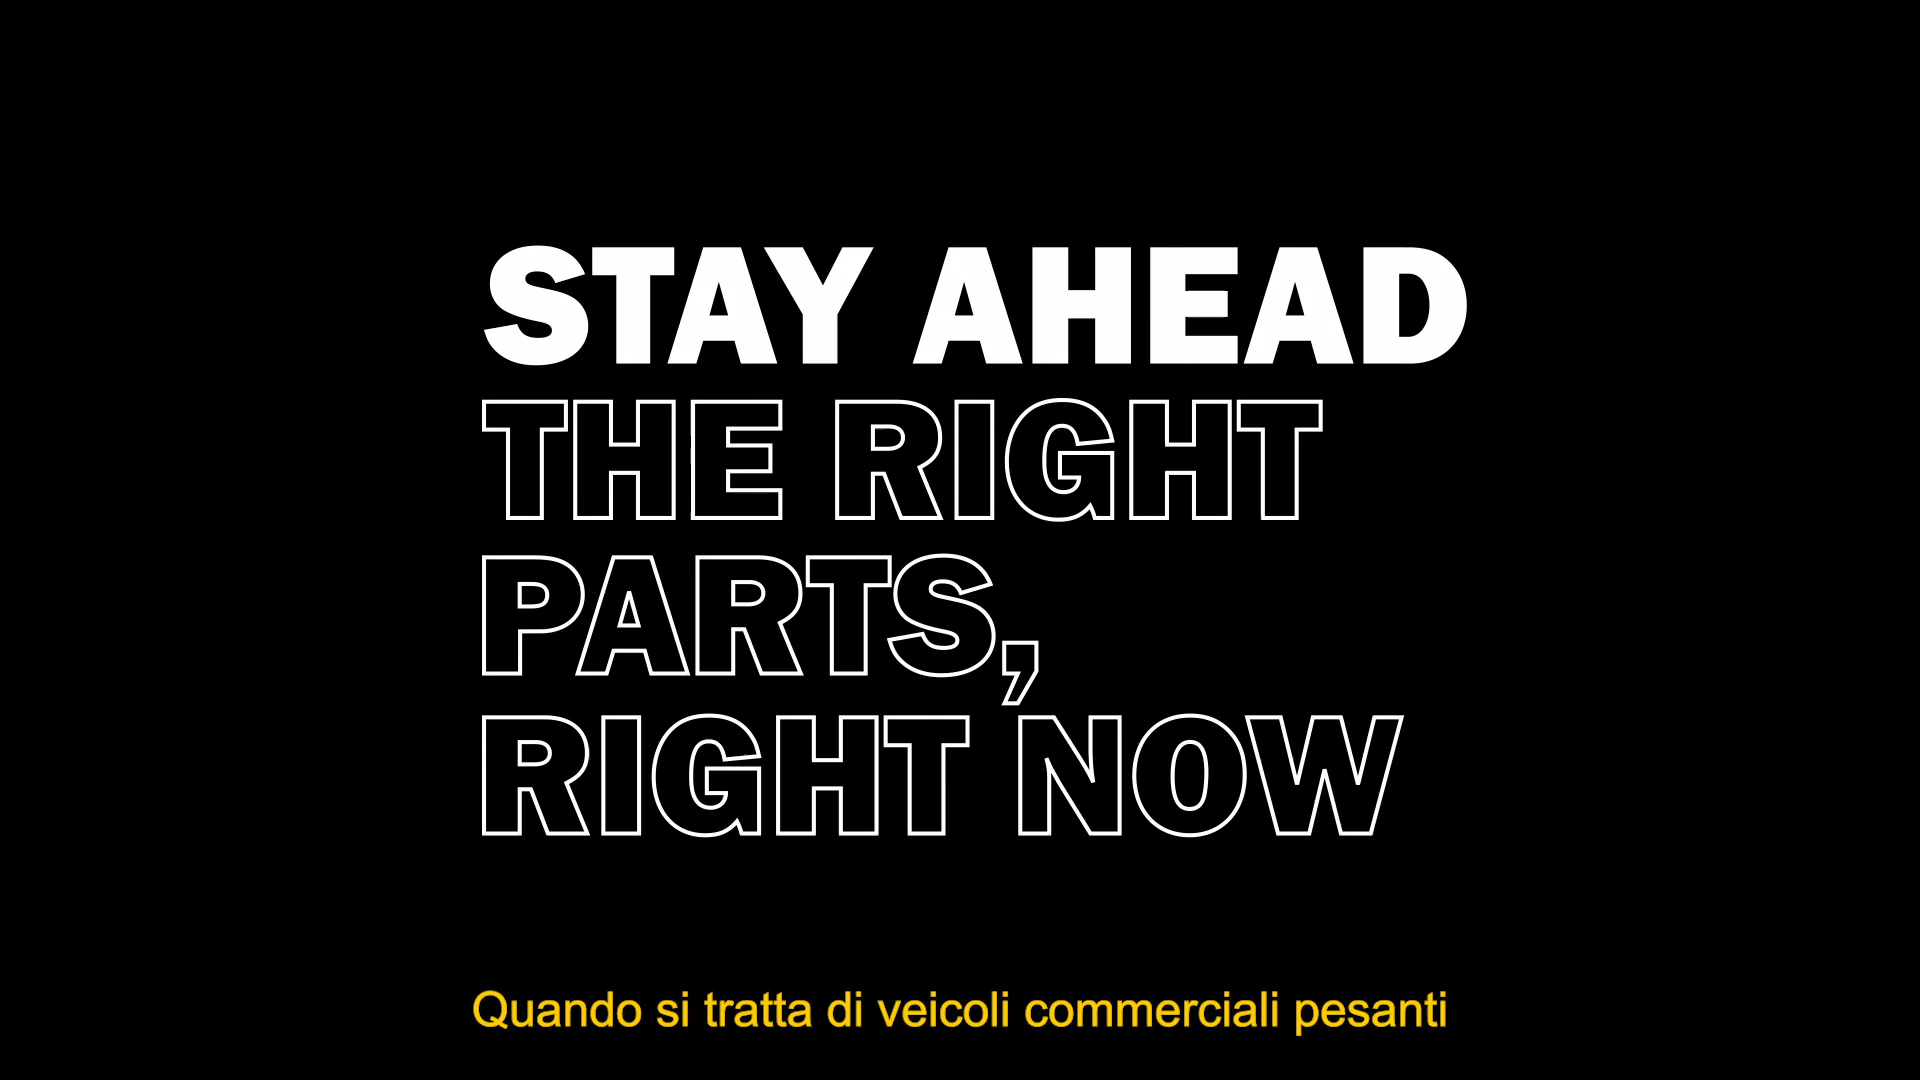 STAY AHEAD
THE RIGHT
PARTS,
RIGHT NOW
Quando si tratta di veicoli commerciali pesanti